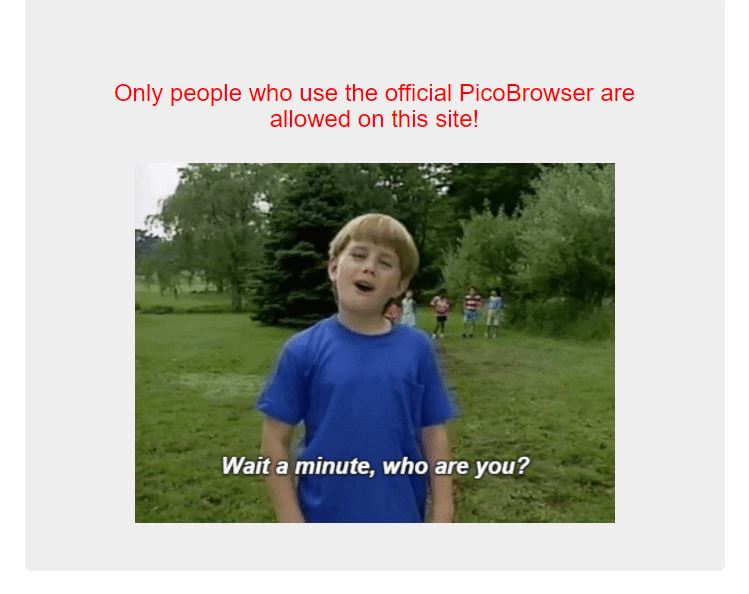 Only people who use the official PicoBrowser are
allowed on this site!
Wait a minute, who are you?